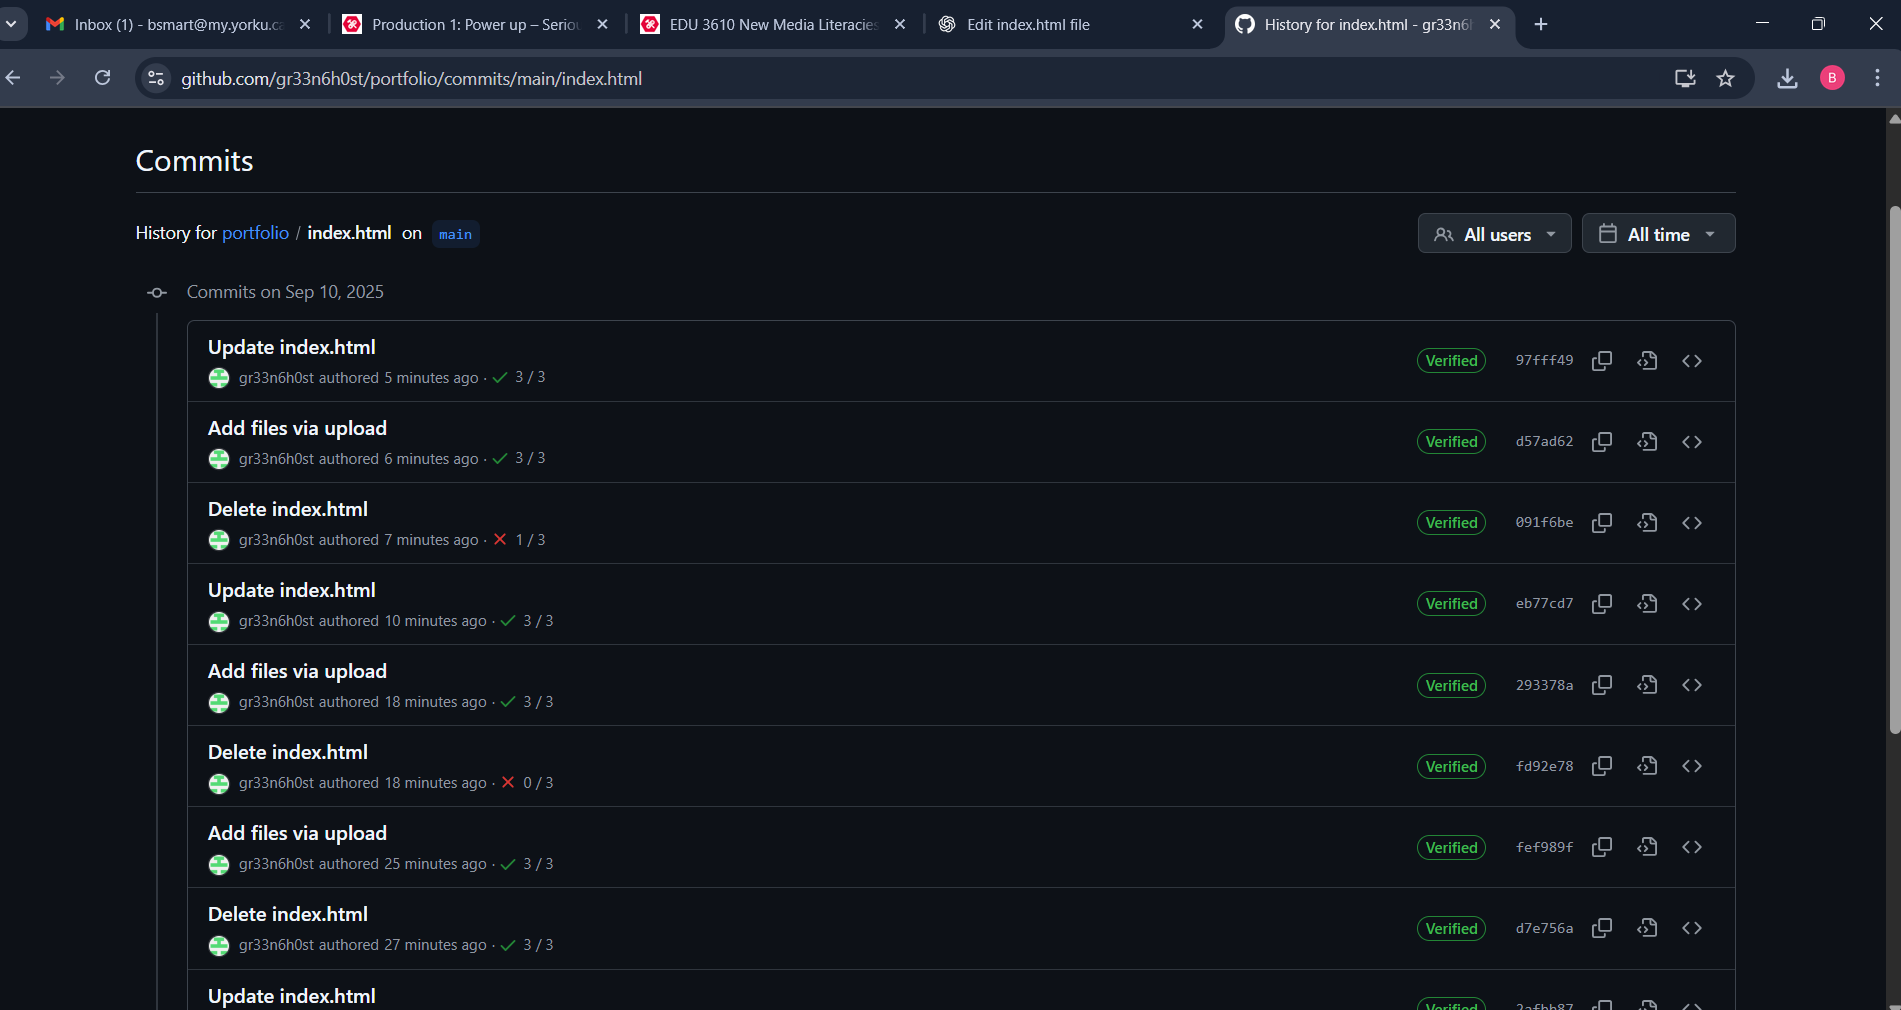 Inbox (1) - bsmart@my.yorku.ca
Production 1: Power up – Seriou
EDU 3610 New Media Literacies
Edit index.html file
History for index.html - gr33n6h
github.com/gr33n6h0st/portfolio/commits/main/index.html
B
Commits
History for portfolio / index.html on main
All users
All time
Commits on Sep 10, 2025
Update index.html
gr33n6h0st authored 5 minutes ago · 3 / 3
Verified
97fff49
Add files via upload
gr33n6h0st authored 6 minutes ago · 3 / 3
Verified
d57ad62
Delete index.html
gr33n6h0st authored 7 minutes ago · 1 / 3
Verified
091f6be
Update index.html
gr33n6h0st authored 10 minutes ago · 3 / 3
Verified
eb77cd7
Add files via upload
gr33n6h0st authored 18 minutes ago · 3 / 3
Verified
293378a
Delete index.html
gr33n6h0st authored 18 minutes ago · 0 / 3
Verified
fd92e78
Add files via upload
gr33n6h0st authored 25 minutes ago · 3 / 3
Verified
fef989f
Delete index.html
gr33n6h0st authored 27 minutes ago · 3 / 3
Verified
d7e756a
Update index.html
Verified